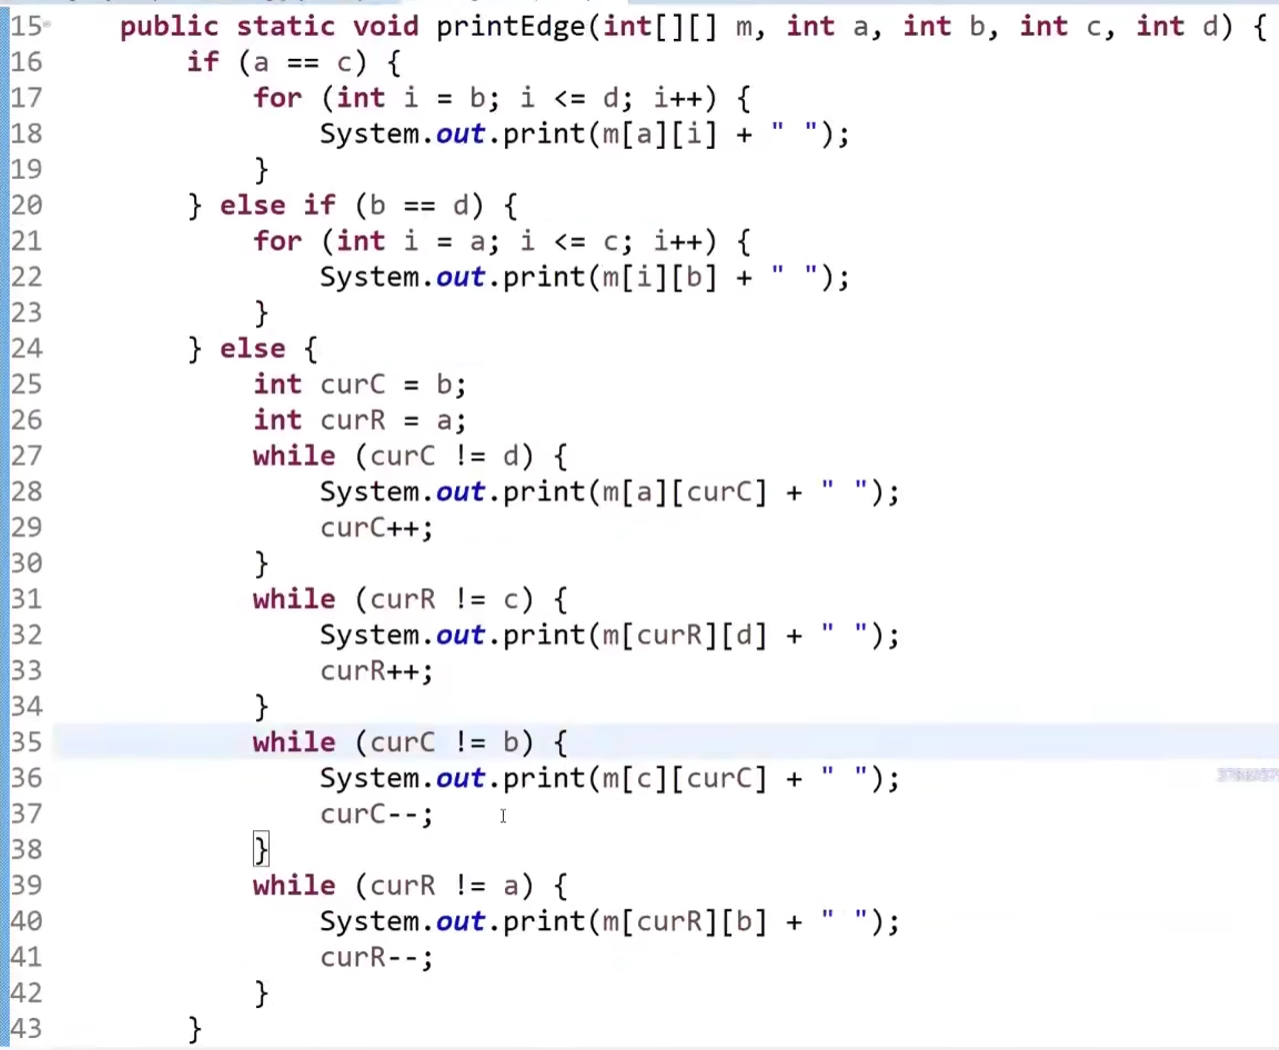 15 public static void printEdge(int[][] m, int a, int b, int c, int d) {
16 if (a == c) {
17 for (int i = b; i <= d; i++) {
18 System.out.print(m[a][i] + " ");
19 }
20 } else if (b == d) {
21 for (int i = a; i <= c; i++) {
22 System.out.print(m[i][b] + " ");
23 }
24 } else {
25 int curC = b;
26 int curR = a;
27 while (curC != d) {
28 System.out.print(m[a][curC] + " ");
29 curC++;
30 }
31 while (curR != c) {
32 System.out.print(m[curR][d] + " ");
33 curR++;
34 }
35 while (curC != b) {
36 System.out.print(m[c][curC] + " ");
37 curC--;
38 }
39 while (curR != a) {
40 System.out.print(m[curR][b] + " ");
41 curR--;
42 }
43 }